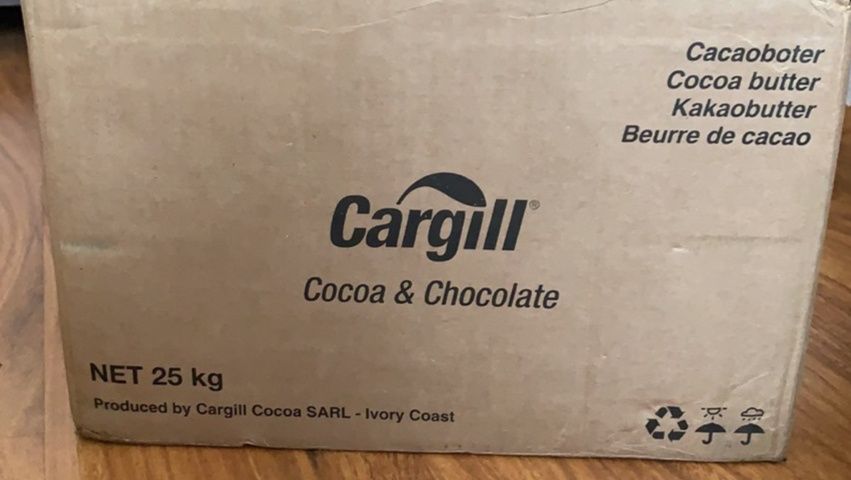 Cacaoboter
Cocoa butter
Kakaobutter
Beurre de cacao
Cargill®
Cocoa & Chocolate
NET 25 kg
Produced by Cargill Cocoa SARL - Ivory Coast